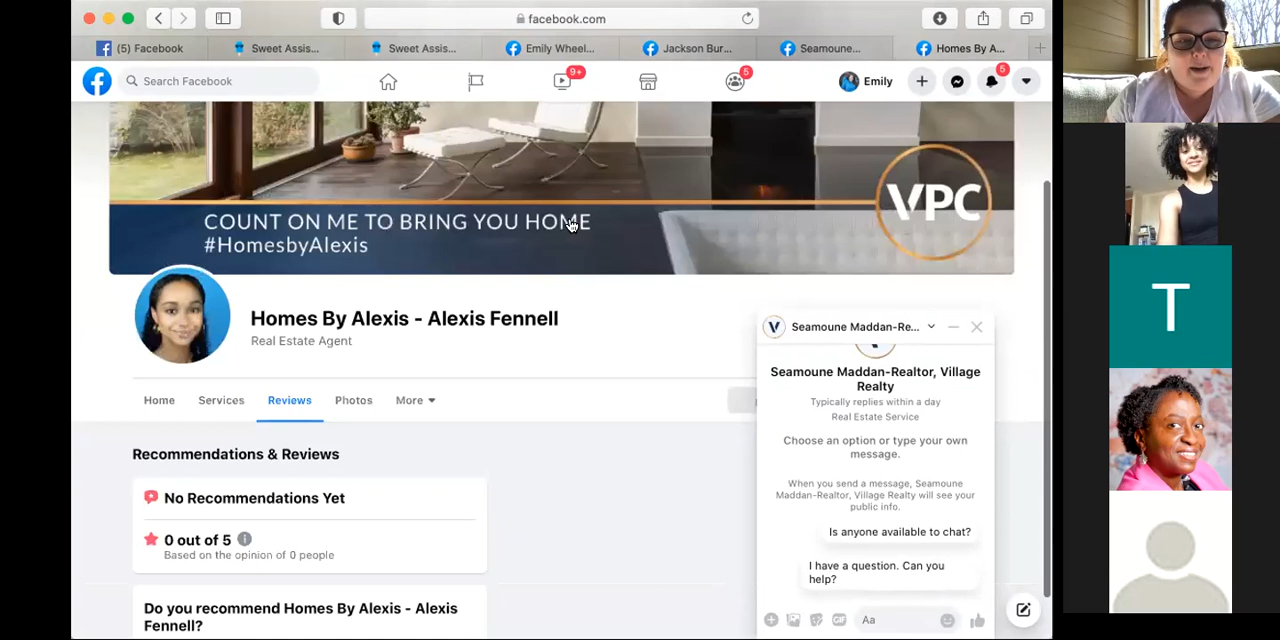 facebook.com
(5) Facebook
Sweet Assis...
Sweet Assis...
Emily Wheel...
Jackson Bur...
Seamoune...
Homes By A...
Search Facebook
9+
5
Emily
5
COUNT ON ME TO BRING YOU HOME
#HomesbyAlexis
VPC
Homes By Alexis - Alexis Fennell
Real Estate Agent
Home
Services
Reviews
Photos
More
Recommendations & Reviews
No Recommendations Yet
0 out of 5
Based on the opinion of 0 people
Do you recommend Homes By Alexis - Alexis
Fennell?
V
Seamoune Maddan-Re...
Seamoune Maddan-Realtor, Village
Realty
Typically replies within a day
Real Estate Service
Choose an option or type your own
message.
When you send a message, Seamoune
Maddan-Realtor, Village Realty will see your
public info.
Is anyone available to chat?
I have a question. Can you
help?
GIF
Aa
T